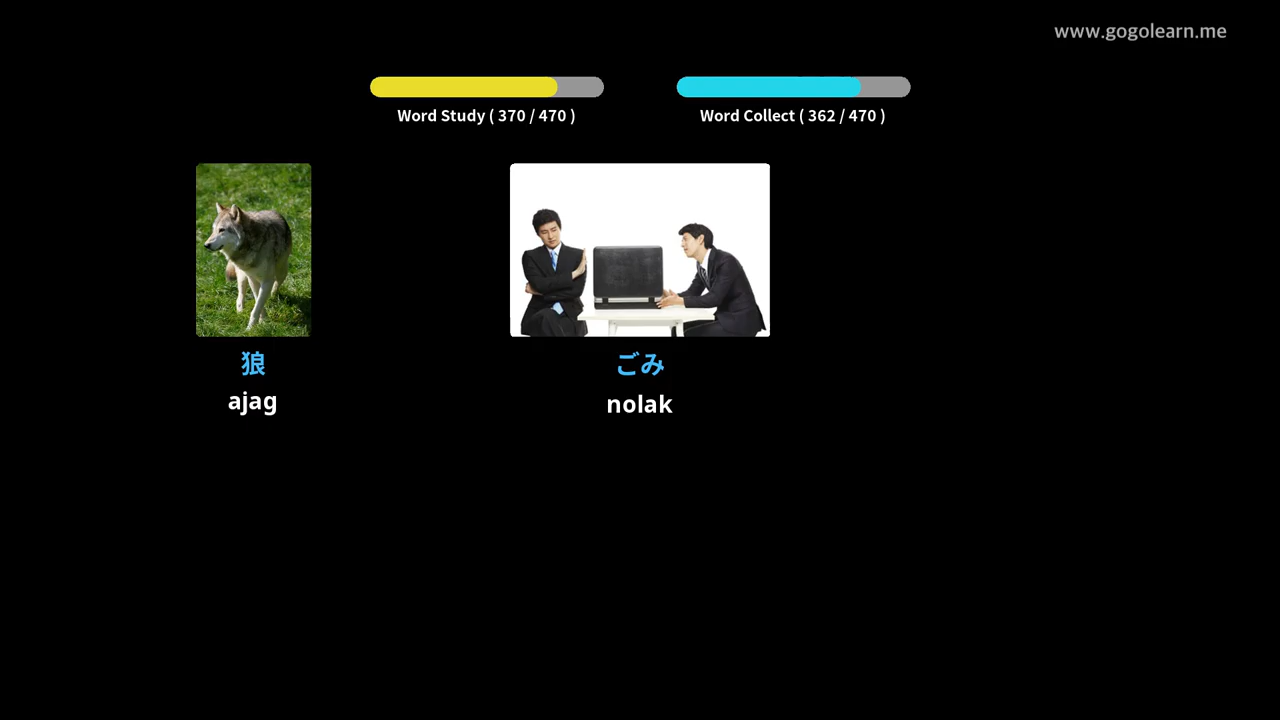 www.gogolearn.me
Word Study ( 370 / 470 )
Word Collect ( 362 / 470 )
狼
ajag
ごみ
nolak